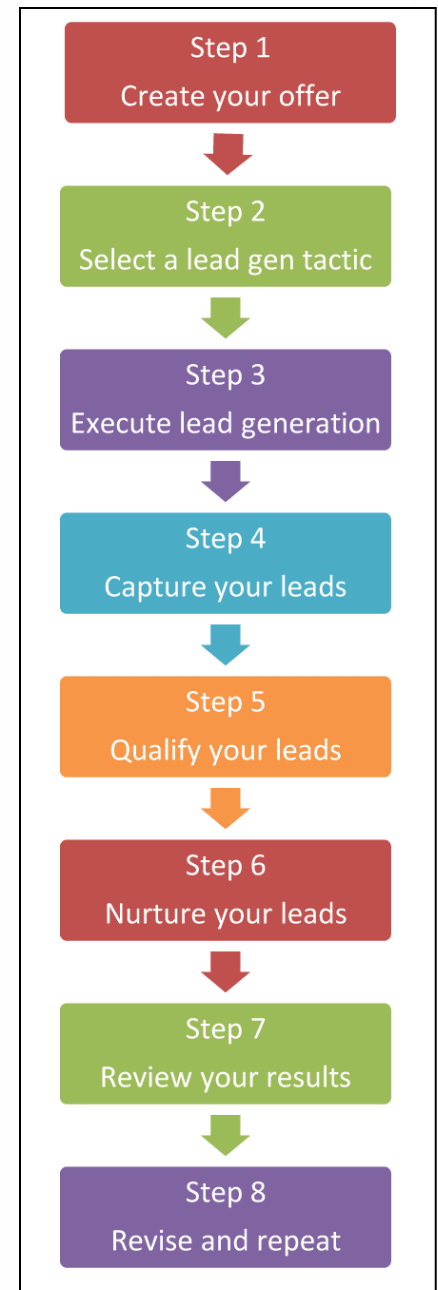 Step 1
Create your offer
Step 2
Select a lead gen tactic
Step 3
Execute lead generation
Step 4
Capture your leads
Step 5
Qualify your leads
Step 6
Nurture your leads
Step 7
Review your results
Step 8
Revise and repeat